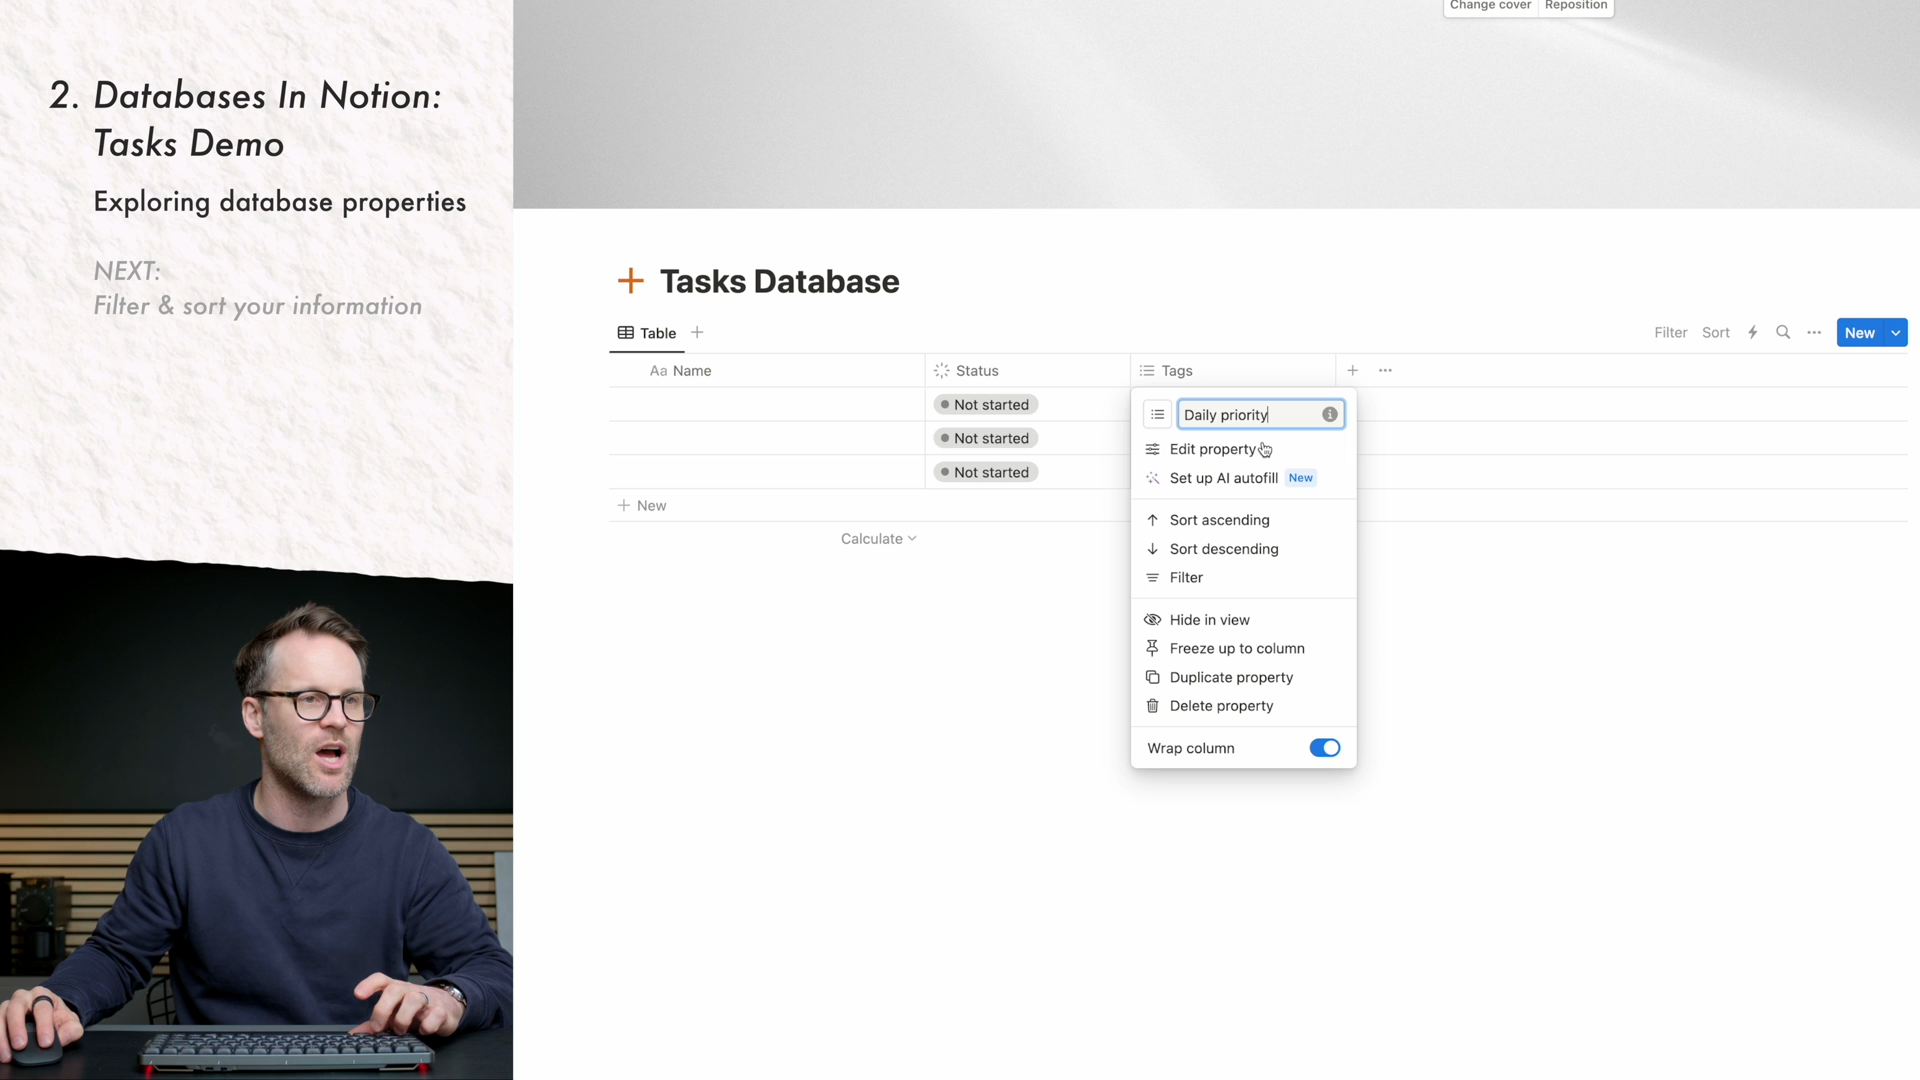 2. Databases In Notion:
Tasks Demo
Exploring database properties
NEXT:
Filter & sort your information
Change cover
Reposition
Tasks Database
Table
Filter
Sort
New
Aa Name
Status
Tags
Not started
Not started
Not started
New
Calculate
Daily priority
Edit property
Set up AI autofill New
Sort ascending
Sort descending
Filter
Hide in view
Freeze up to column
Duplicate property
Delete property
Wrap column